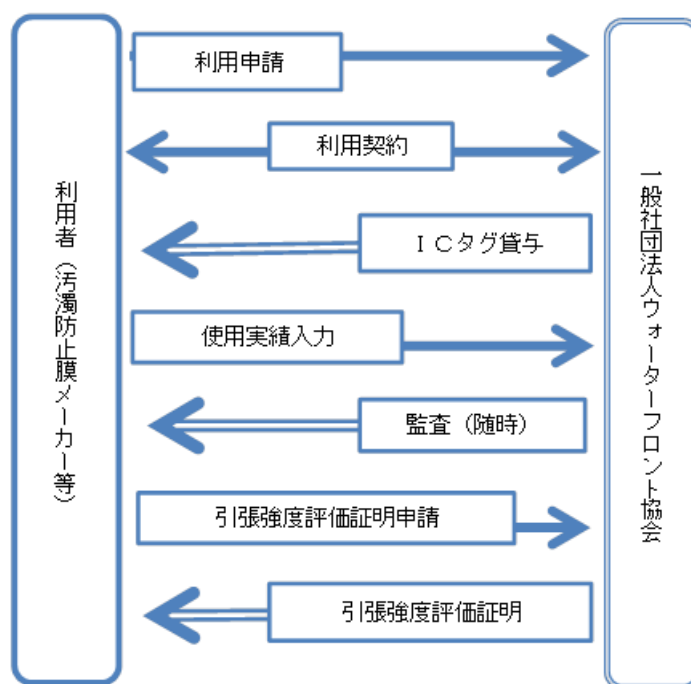 利用者（汚濁防止膜メーカー等）
利用申請
利用契約
ＩＣタグ貸与
使用実績入力
監査（随時）
引張強度評価証明申請
引張強度評価証明
一般社団法人ウォーターフロント協会